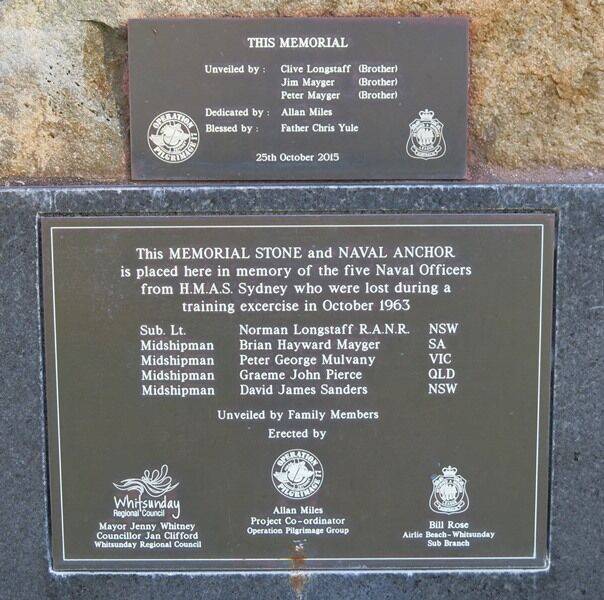 THIS MEMORIAL
Unveiled by : Clive Longstaff (Brother)
Jim Mayger (Brother)
Peter Mayger (Brother)
Dedicated by : Allan Miles
Blessed by : Father Chris Yule
OPERATION
PILGRIMAGE
25th October 2015
This MEMORIAL STONE and NAVAL ANCHOR
is placed here in memory of the five Naval Officers
from H.M.A.S. Sydney who were lost during a
training excercise in October 1963
Sub. Lt. Norman Longstaff R.A.N.R. NSW
Midshipman Brian Hayward Mayger SA
Midshipman Peter George Mulvany VIC
Midshipman Graeme John Pierce QLD
Midshipman David James Sanders NSW
Unveiled by Family Members
Erected by
Whitsunday
Regional Council
Mayor Jenny Whitney
Councillor Jan Clifford
Whitsunday Regional Council
OPERATION
PILGRIMAGE
Allan Miles
Project Co-ordinator
Operation Pilgrimage Group
Bill Rose
Airlie Beach-Whitsunday
Sub Branch